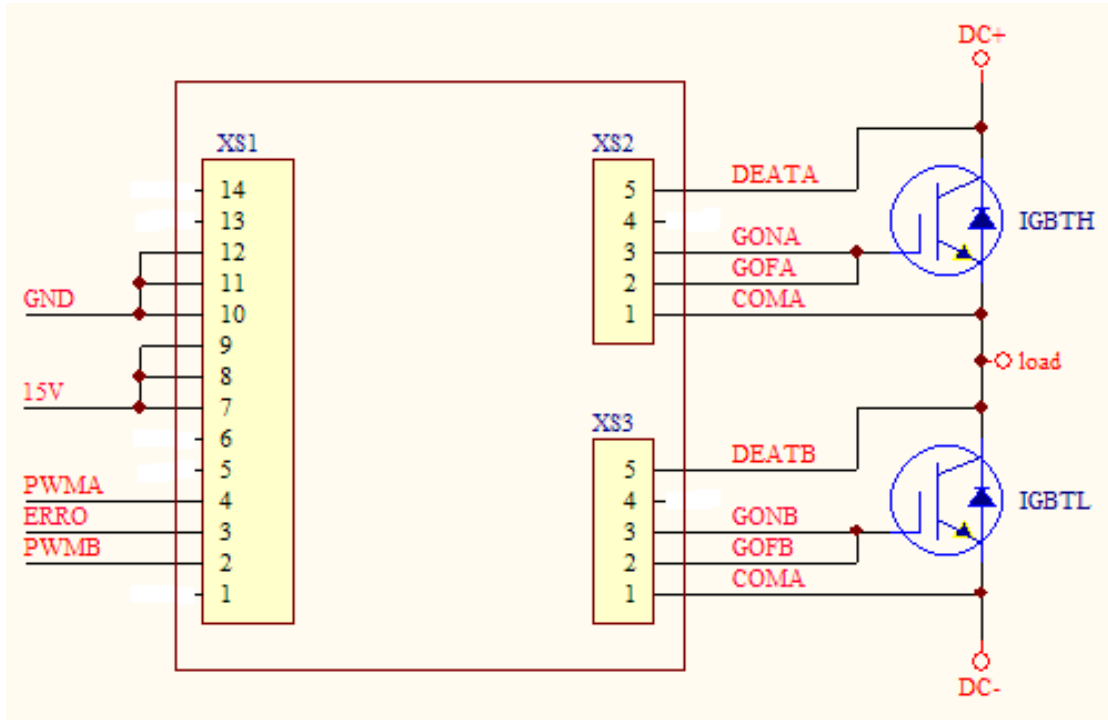 DC+
XS1
XS2
14
13
12
11
10
9
8
7
6
5
4
3
2
1
GND
15V
PWMA
ERRO
PWMB
5
4
3
2
1
DEATA
GONA
GOFA
COMA
IGBTH
load
XS3
5
4
3
2
1
DEATB
GONB
GOFB
COMA
IGBTL
DC-